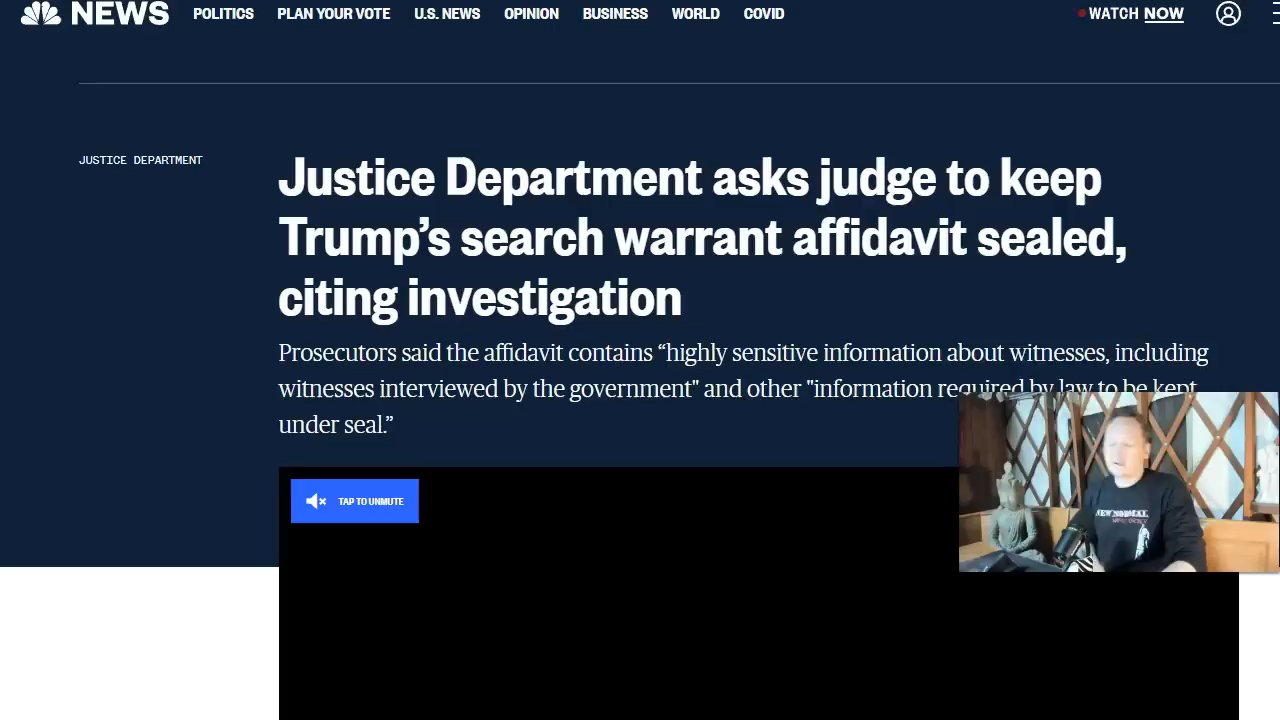 NEWS POLITICS PLAN YOUR VOTE U.S. NEWS OPINION BUSINESS WORLD COVID WATCH NOW
JUSTICE DEPARTMENT
Justice Department asks judge to keep
Trump's search warrant affidavit sealed,
citing investigation
Prosecutors said the affidavit contains “highly sensitive information about witnesses, including
witnesses interviewed by the government" and other "information required by law to be kept
under seal.”
TAP TO UNMUTE
NEW NORMAL